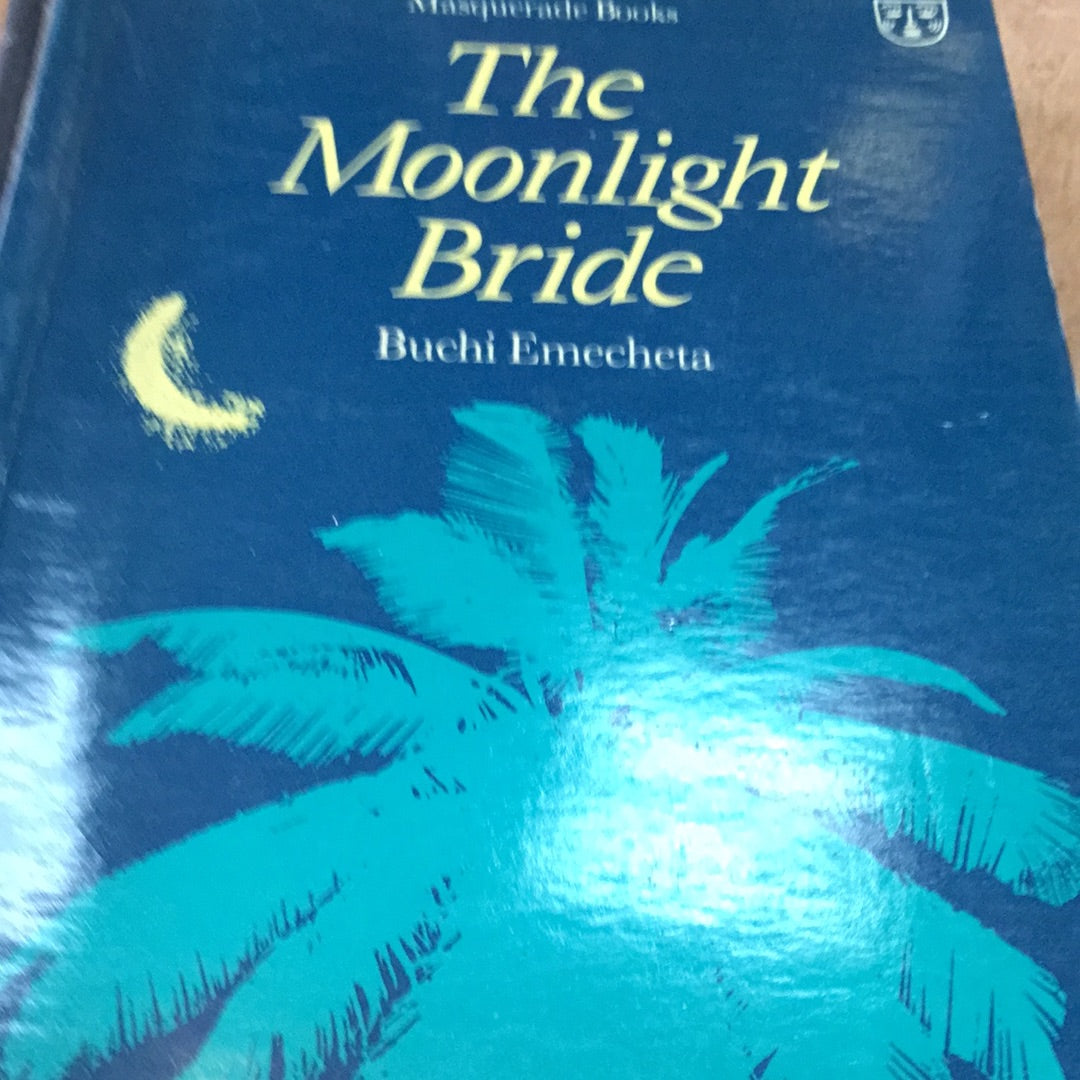 Masquerade Books
The
Moonlight
Bride
Buchi Emecheta